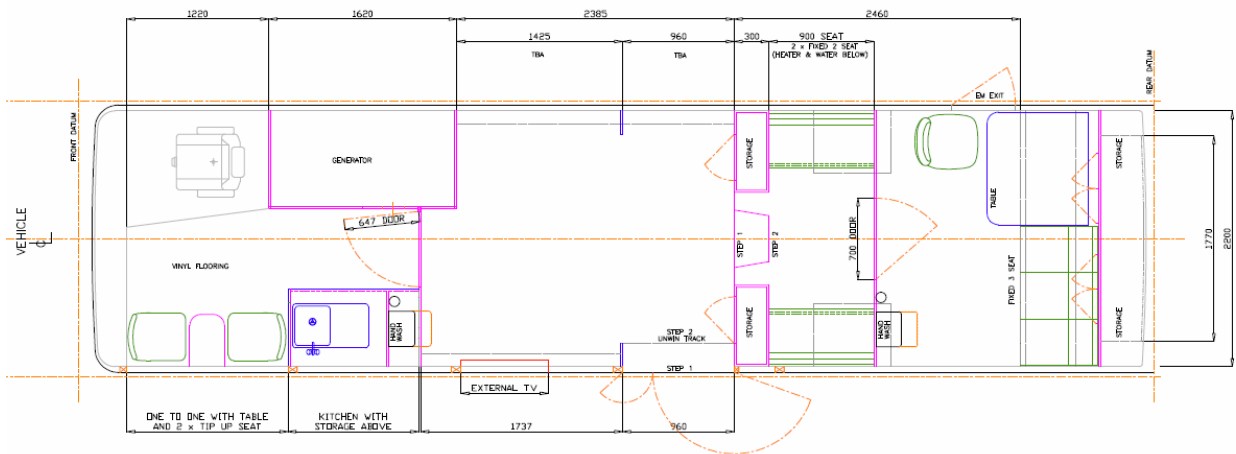 1220
1620
2385
2460
1425
960
300
900 SEAT
TBA
TBA
2 x FIXED 2 SEAT
(HEATER & WATER BELOW)
FRONT DATUM
REAR DATUM
EM EXIT
GENERATOR
STORAGE
STORAGE
TABLE
647 DOOR
VEHICLE
C
L
STEP 1
STEP 2
700 DOOR
1770
2200
VINYL FLOORING
FIXED 3 SEAT
HAND
WASH
STORAGE
HAND
WASH
STORAGE
STEP 2
UNWIN TRACK
STEP 1
EXTERNAL TV
ONE TO ONE WITH TABLE
AND 2 x TIP UP SEAT
KITCHEN WITH
STORAGE ABOVE
1737
960